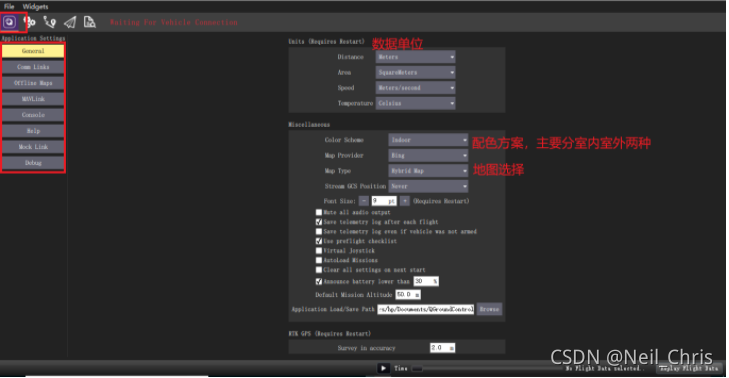 File Widgets
Waiting For Vehicle Connection
Application Settings
General
Comm Links
Offline Maps
MAVLink
Console
Help
Mock Link
Debug
Units (Requires Restart) 数据单位
Distance Meters
Area SquareMeters
Speed Meters/second
Temperature Celsius
Miscellaneous
Color Scheme Indoor 配色方案，主要分室内室外两种
Map Provider Bing
Map Type Hybrid Map 地图选择
Stream GCS Position Never
Font Size: - 9 pt + (Requires Restart)
Mute all audio output
Save telemetry log after each flight
Save telemetry log even if vehicle was not armed
Use preflight checklist
Virtual Joystick
AutoLoad Missions
Clear all settings on next start
Announce battery lower than 30 %
Default Mission Altitude 50.0 m
Application Load/Save Path -s/hp/Documents/QGroundControl Browse
RTK GPS (Requires Restart)
Survey in accuracy 2.0 m
Time No Flight Data selected.. Display Flight Data
CSDN @Neil_Chris